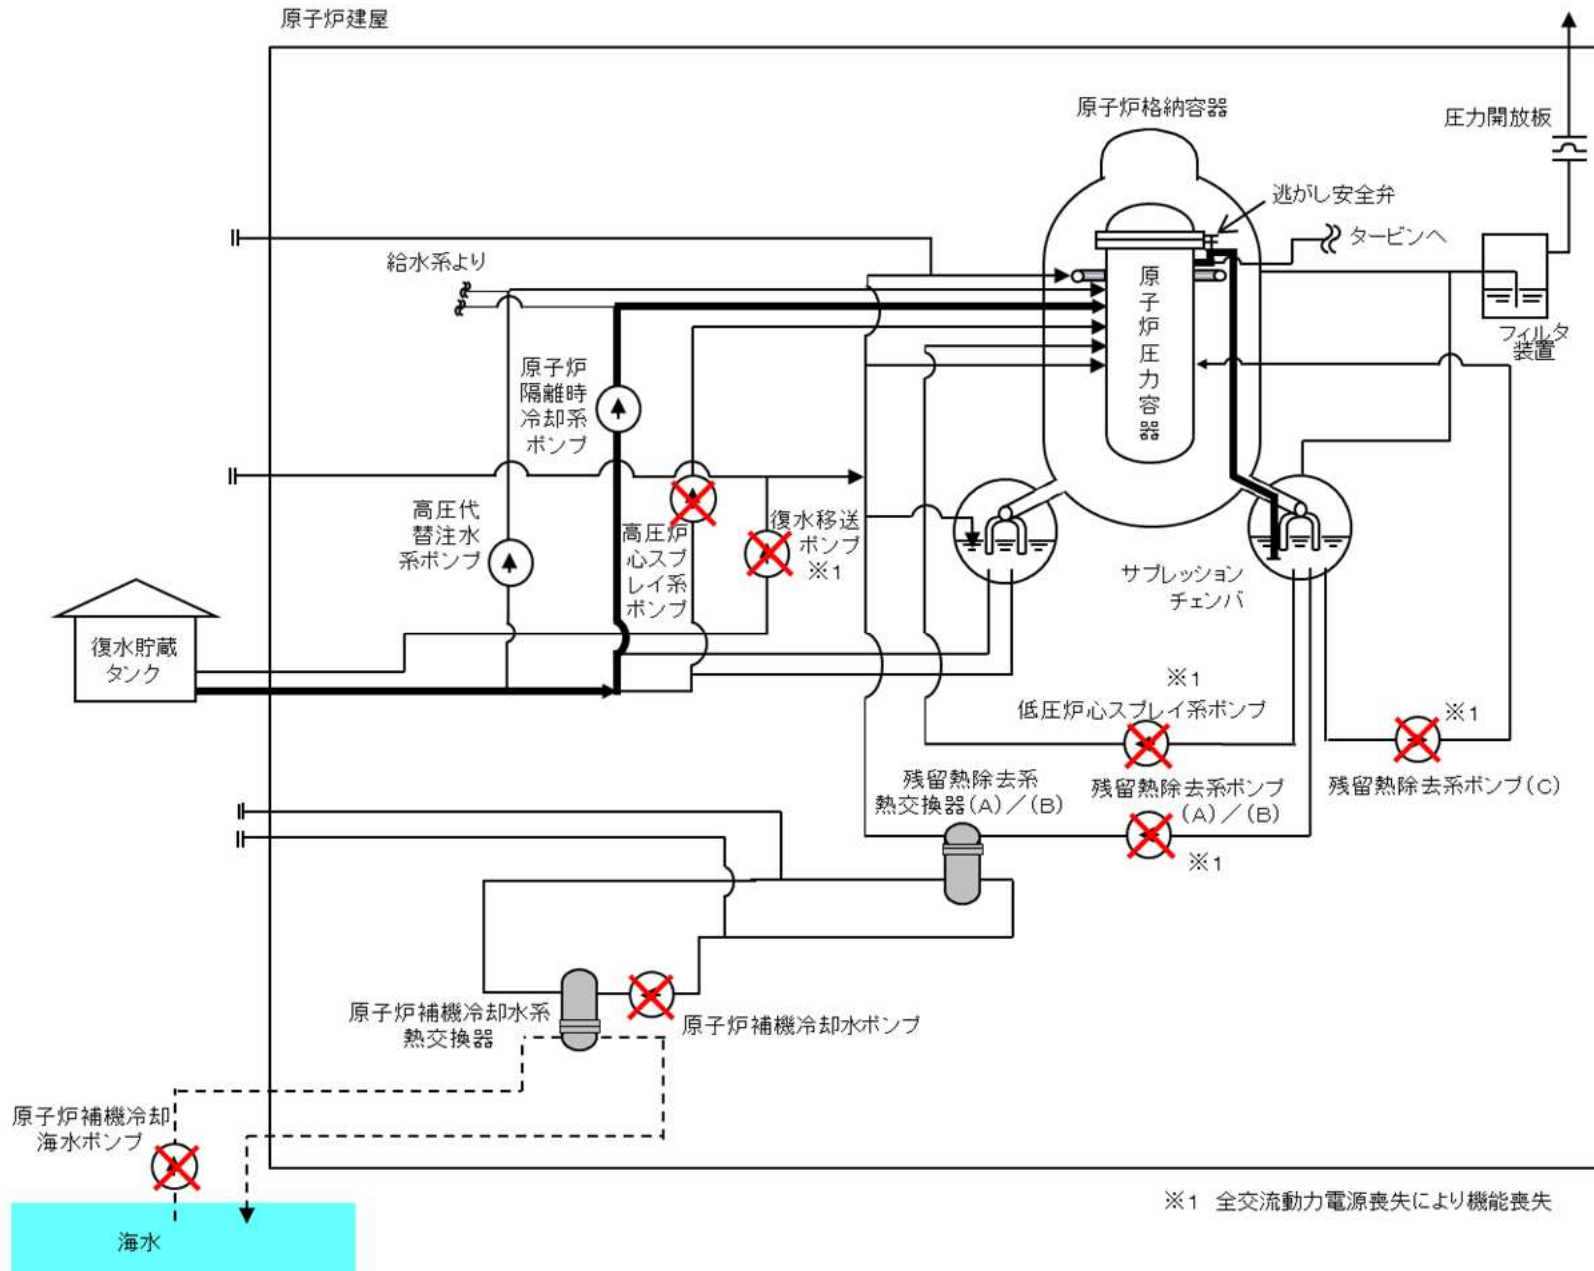 原子炉建屋
原子炉格納容器
圧力開放板
逃がし安全弁
タービンへ
給水系より
原
子
炉
圧
力
容
器
フィルタ
装置
原子炉
隔離時
冷却系
ポンプ
高圧代
替注水
系ポンプ
高圧炉
心スプ
レイ系
ポンプ
復水移送
ポンプ
※1
サプレッション
チェンバ
復水貯蔵
タンク
※1
低圧炉心スプレイ系ポンプ
※1
残留熱除去系ポンプ(C)
残留熱除去系
熱交換器(A)/(B)
残留熱除去系ポンプ
(A)/(B)
※1
原子炉補機冷却水系
熱交換器
原子炉補機冷却水ポンプ
原子炉補機冷却
海水ポンプ
海水
※1 全交流動力電源喪失により機能喪失